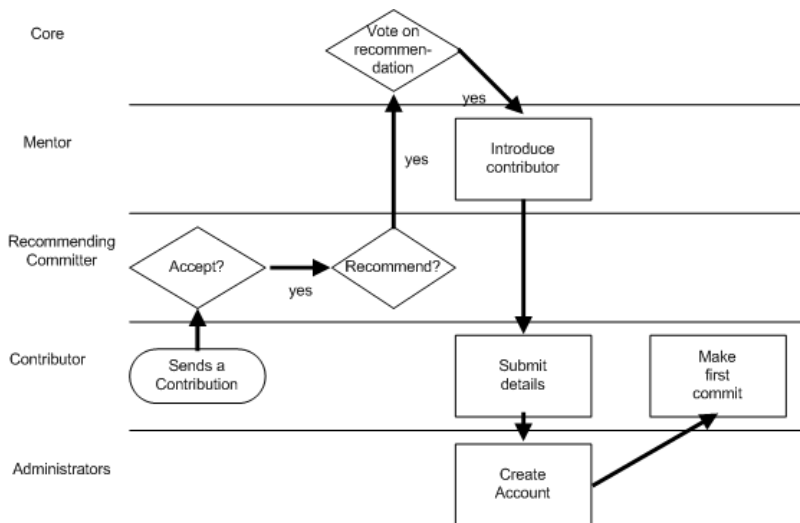 Core
Vote on
recommen-
dation
yes
Mentor
Introduce
contributor
yes
Recommending
Committer
Accept?
yes
Recommend?
Contributor
Sends a
Contribution
Submit
details
Make
first
commit
Administrators
Create
Account